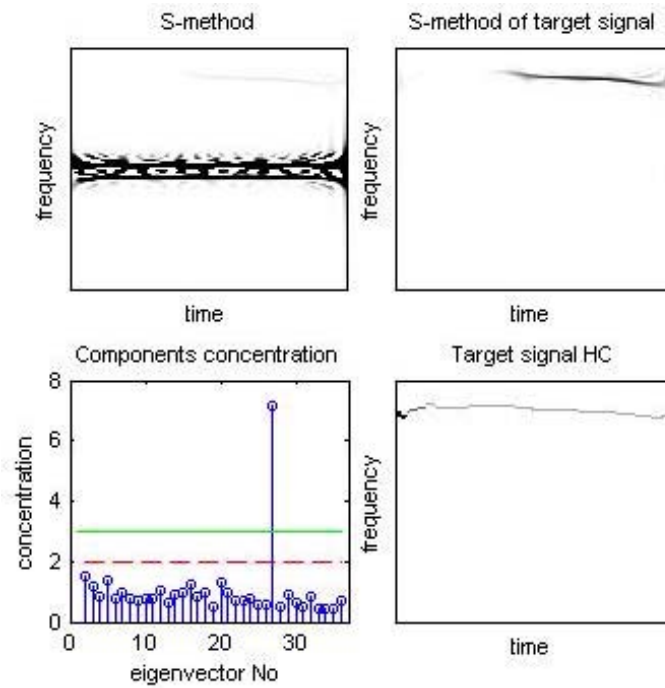 S-method
frequency
time
S-method of target signal
frequency
time
Components concentration
concentration
8
6
4
2
0
0
10
20
30
eigenvector No
Target signal HC
frequency
time